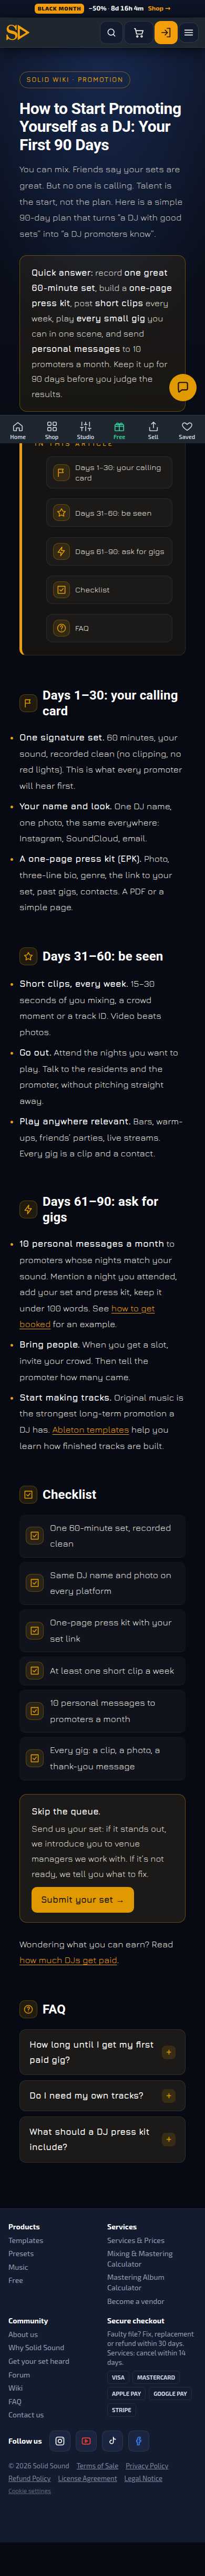 BLACK MONTH -50% · 8d 16h 4m Shop →
SOLID WIKI · PROMOTION
How to Start Promoting
Yourself as a DJ: Your
First 90 Days
You can mix. Friends say your sets are
great. But no one is calling. Talent is
the start, not the plan. Here is a simple
90-day plan that turns “a DJ with good
sets” into “a DJ promoters know”.
Quick answer: record one great
60-minute set, build a one-page
press kit, post short clips every
week, play every small gig you
can in one scene, and send
personal messages to 10
promoters a month. Keep it up for
90 days before you judge the
results.
Home Shop Studio Free Sell Saved
IN THIS ARTICLE
Days 1–30: your calling
card
Days 31–60: be seen
Days 61–90: ask for gigs
Checklist
FAQ
Days 1–30: your calling
card
One signature set. 60 minutes, your
sound, recorded clean (no clipping, no
red lights). This is what every promoter
will hear first.
Your name and look. One DJ name,
one photo, the same everywhere:
Instagram, SoundCloud, email.
A one-page press kit (EPK). Photo,
three-line bio, genre, the link to your
set, past gigs, contacts. A PDF or a
simple page.
Days 31–60: be seen
Short clips, every week. 15–30
seconds of you mixing, a crowd
moment or a track ID. Video beats
photos.
Go out. Attend the nights you want to
play. Talk to the residents and the
promoter, without pitching straight
away.
Play anywhere relevant. Bars, warm-
ups, friends’ parties, live streams.
Every gig is a clip and a contact.
Days 61–90: ask for
gigs
10 personal messages a month to
promoters whose nights match your
sound. Mention a night you attended,
add your set and press kit, keep it
under 100 words. See how to get
booked for an example.
Bring people. When you get a slot,
invite your crowd. Then tell the
promoter how many came.
Start making tracks. Original music is
the strongest long-term promotion a
DJ has. Ableton templates help you
learn how finished tracks are built.
Checklist
One 60-minute set, recorded
clean
Same DJ name and photo on
every platform
One-page press kit with your
set link
At least one short clip a week
10 personal messages to
promoters a month
Every gig: a clip, a photo, a
thank-you message
Skip the queue.
Send us your set: if it stands out,
we introduce you to venue
managers we work with. If it’s not
ready, we tell you what to fix.
Submit your set →
Wondering what you can earn? Read
how much DJs get paid.
FAQ
How long until I get my first
paid gig?
Do I need my own tracks?
What should a DJ press kit
include?
Products
Templates
Presets
Music
Free
Services
Services & Prices
Mixing & Mastering
Calculator
Mastering Album
Calculator
Become a vendor
Community
About us
Why Solid Sound
Get your set heard
Forum
Wiki
FAQ
Contact us
Secure checkout
Faulty file? Fix, replacement
or refund within 30 days.
Services: cancel within 14
days.
VISA MASTERCARD
APPLE PAY GOOGLE PAY
STRIPE
Follow us
© 2026 Solid Sound Terms of Sale Privacy Policy
Refund Policy License Agreement Legal Notice
Cookie settings